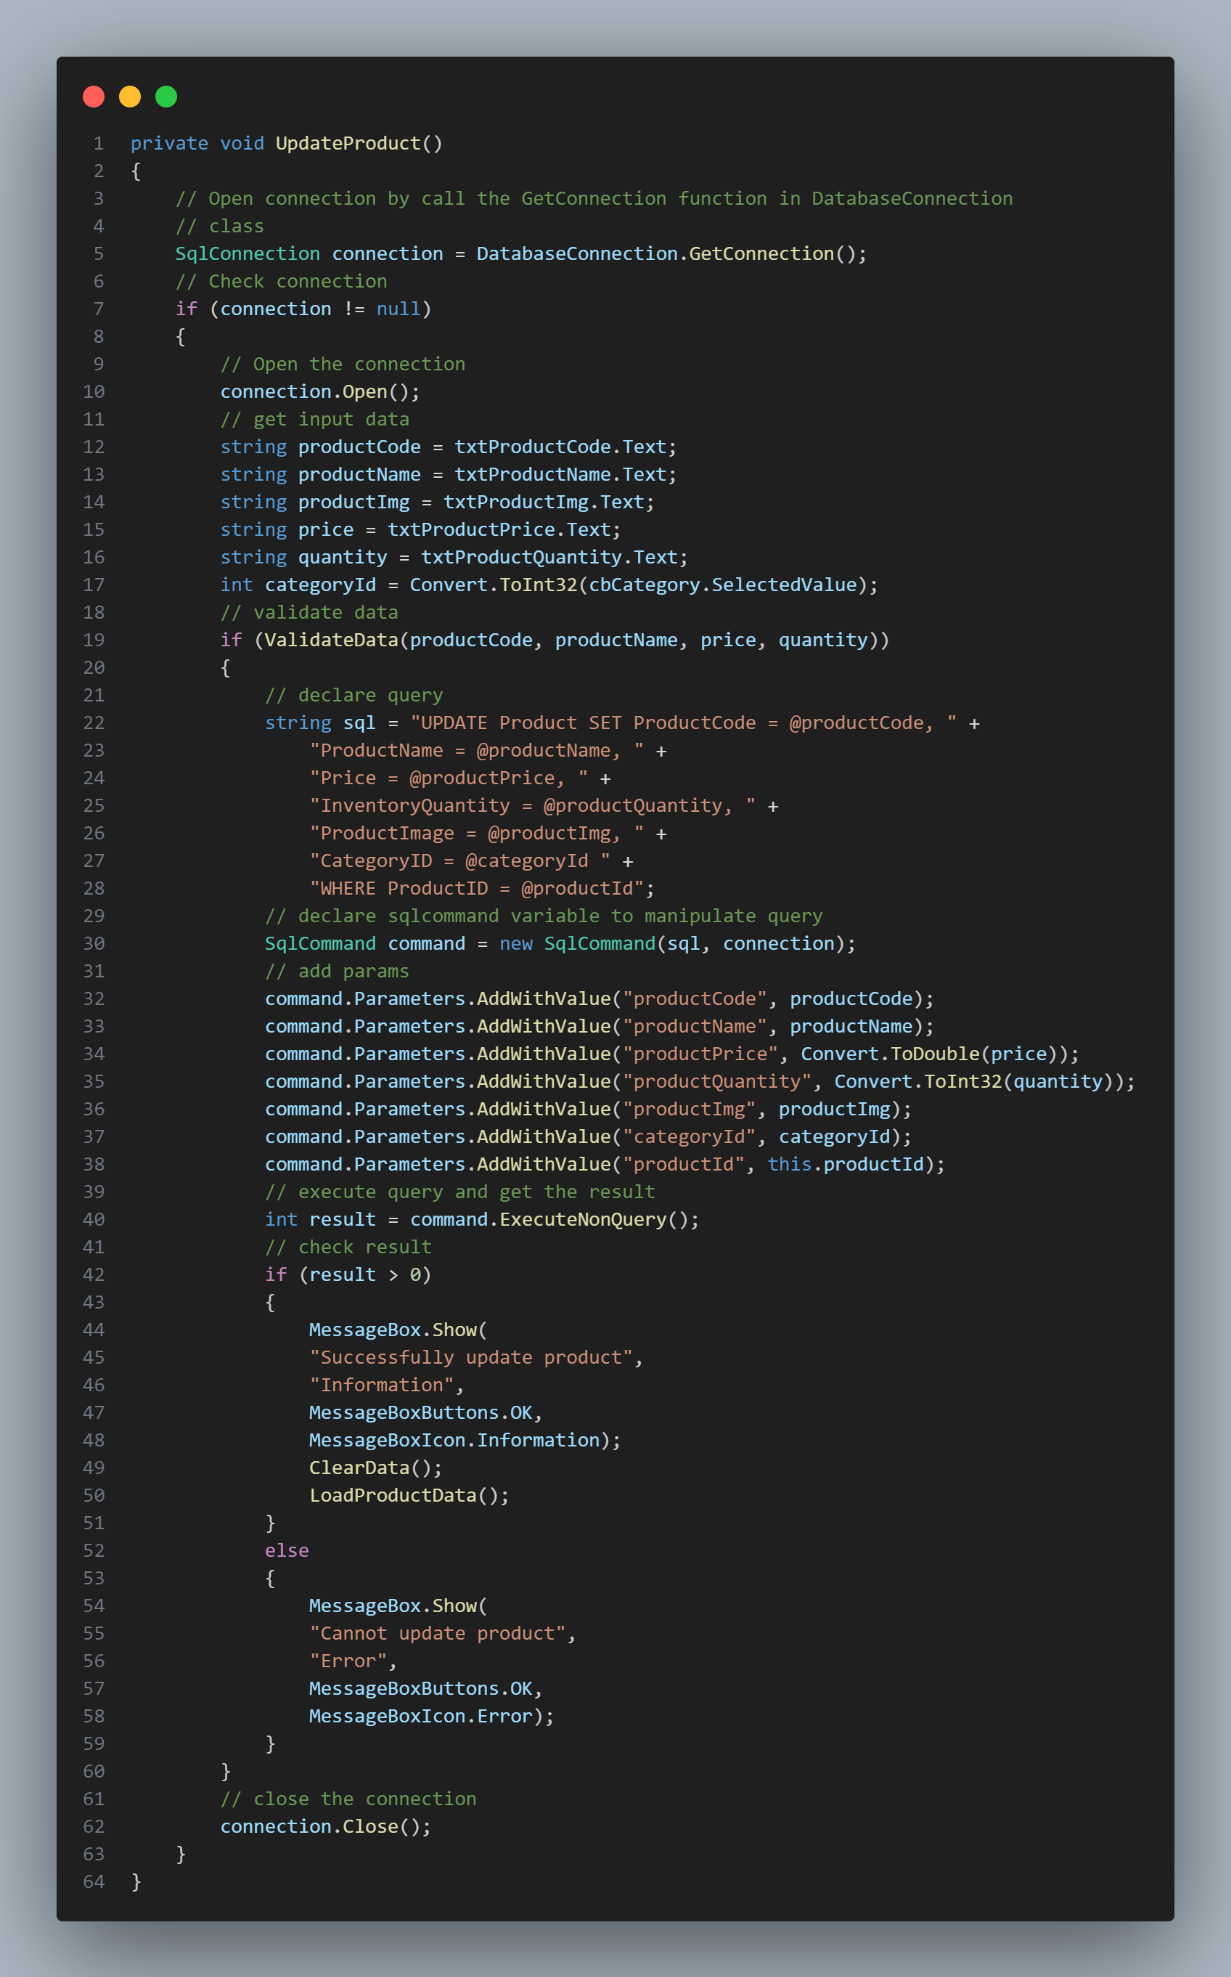 1 private void UpdateProduct()
2 {
3     // Open connection by call the GetConnection function in DatabaseConnection
4     // class
5     SqlConnection connection = DatabaseConnection.GetConnection();
6     // Check connection
7     if (connection != null)
8     {
9         // Open the connection
10         connection.Open();
11         // get input data
12         string productCode = txtProductCode.Text;
13         string productName = txtProductName.Text;
14         string productImg = txtProductImg.Text;
15         string price = txtProductPrice.Text;
16         string quantity = txtProductQuantity.Text;
17         int categoryId = Convert.ToInt32(cbCategory.SelectedValue);
18         // validate data
19         if (ValidateData(productCode, productName, price, quantity))
20         {
21             // declare query
22             string sql = "UPDATE Product SET ProductCode = @productCode, " +
23                 "ProductName = @productName, " +
24                 "Price = @productPrice, " +
25                 "InventoryQuantity = @productQuantity, " +
26                 "ProductImage = @productImg, " +
27                 "CategoryID = @categoryId " +
28                 "WHERE ProductID = @productId";
29             // declare sqlcommand variable to manipulate query
30             SqlCommand command = new SqlCommand(sql, connection);
31             // add params
32             command.Parameters.AddWithValue("productCode", productCode);
33             command.Parameters.AddWithValue("productName", productName);
34             command.Parameters.AddWithValue("productPrice", Convert.ToDouble(price));
35             command.Parameters.AddWithValue("productQuantity", Convert.ToInt32(quantity));
36             command.Parameters.AddWithValue("productImg", productImg);
37             command.Parameters.AddWithValue("categoryId", categoryId);
38             command.Parameters.AddWithValue("productId", this.productId);
39             // execute query and get the result
40             int result = command.ExecuteNonQuery();
41             // check result
42             if (result > 0)
43             {
44                 MessageBox.Show(
45                 "Successfully update product",
46                 "Information",
47                 MessageBoxButtons.OK,
48                 MessageBoxIcon.Information);
49                 ClearData();
50                 LoadProductData();
51             }
52             else
53             {
54                 MessageBox.Show(
55                 "Cannot update product",
56                 "Error",
57                 MessageBoxButtons.OK,
58                 MessageBoxIcon.Error);
59             }
60         }
61         // close the connection
62         connection.Close();
63     }
64 }